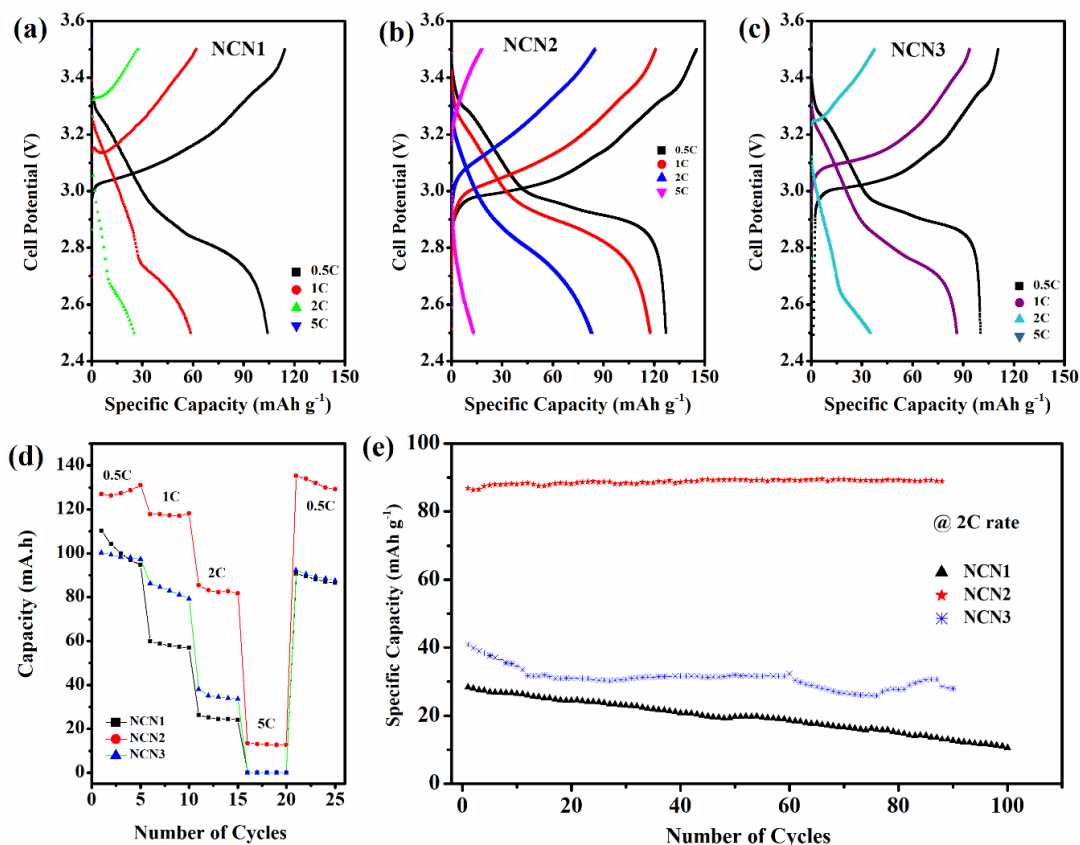 (a)
NCN1
3.6
3.4
3.2
3.0
2.8
2.6
2.4
0 30 60 90 120 150
Cell Potential (V)
Specific Capacity (mAh g-1)
0.5C
1C
2C
5C
(b)
NCN2
3.6
3.4
3.2
3.0
2.8
2.6
2.4
0 30 60 90 120 150
Cell Potential (V)
Specific Capacity (mAh g-1)
0.5C
1C
2C
5C
(c)
NCN3
3.6
3.4
3.2
3.0
2.8
2.6
2.4
0 30 60 90 120 150
Cell Potential (V)
Specific Capacity (mAh g-1)
0.5C
1C
2C
5C
(d)
140
120
100
80
60
40
20
0
0 5 10 15 20 25
Capacity (mA.h)
Number of Cycles
0.5C
1C
2C
5C
0.5C
NCN1
NCN2
NCN3
(e)
100
80
60
40
20
0
0 20 40 60 80 100
Specific Capacity (mAh g-1)
Number of Cycles
@ 2C rate
NCN1
NCN2
NCN3